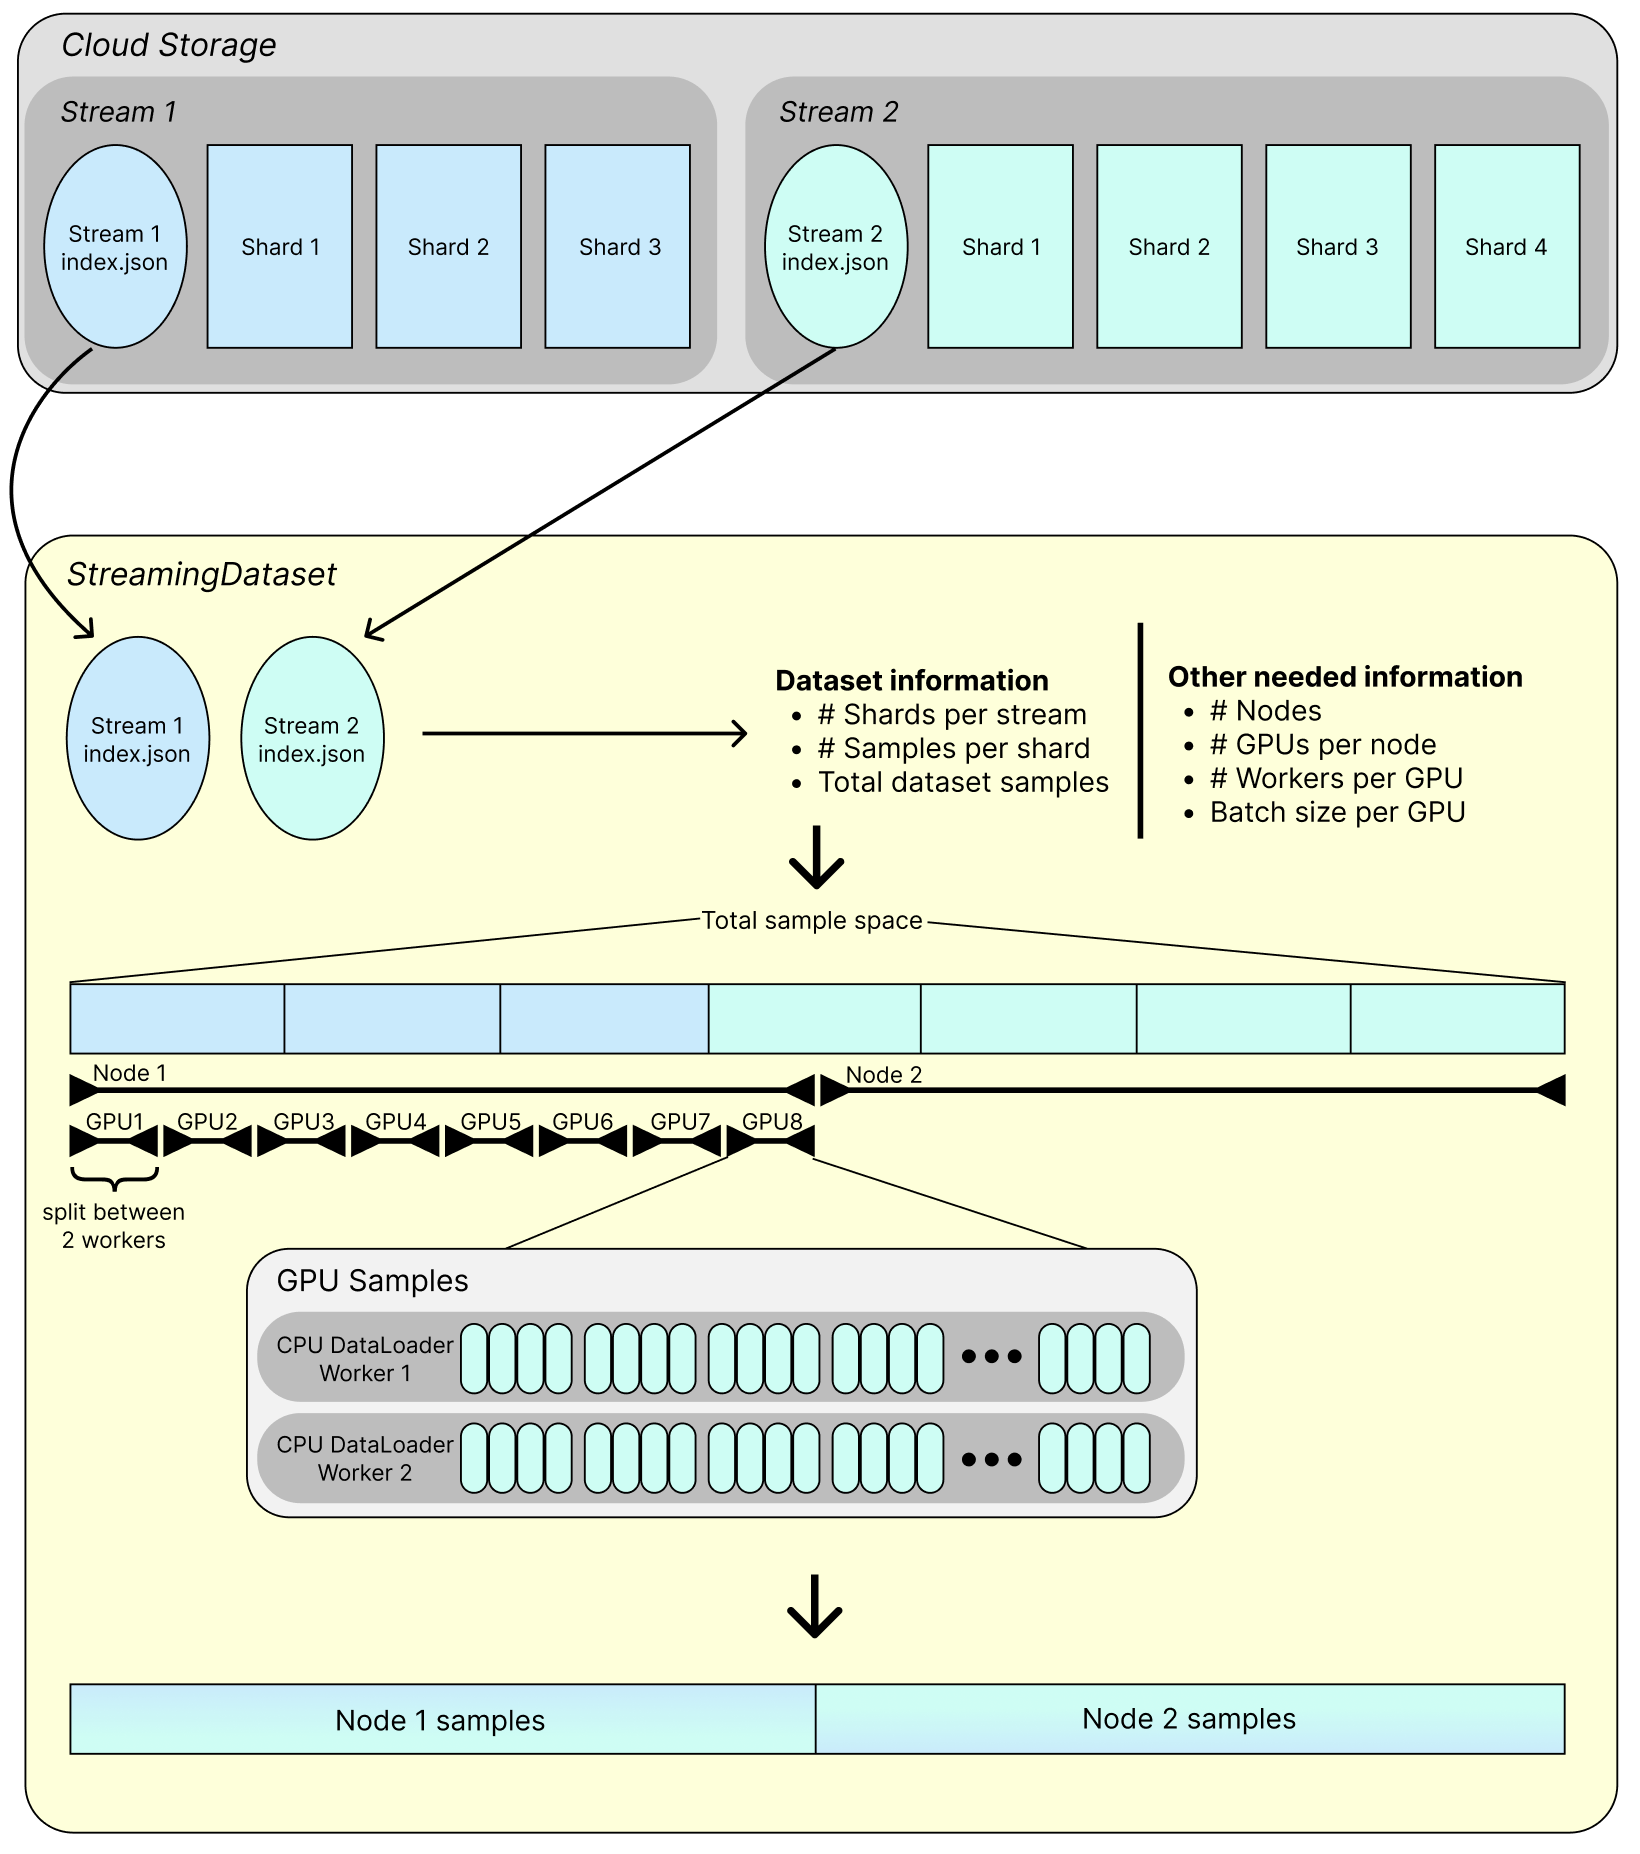 Cloud Storage
Stream 1
Stream 1
index.json
Shard 1
Shard 2
Shard 3
Stream 2
Stream 2
index.json
Shard 1
Shard 2
Shard 3
Shard 4
StreamingDataset
Stream 1
index.json
Stream 2
index.json
Dataset information
• # Shards per stream
• # Samples per shard
• Total dataset samples
Other needed information
• # Nodes
• # GPUs per node
• # Workers per GPU
• Batch size per GPU
Total sample space
Node 1
Node 2
GPU1
GPU2
GPU3
GPU4
GPU5
GPU6
GPU7
GPU8
split between
2 workers
GPU Samples
CPU DataLoader
Worker 1
CPU DataLoader
Worker 2
Node 1 samples
Node 2 samples